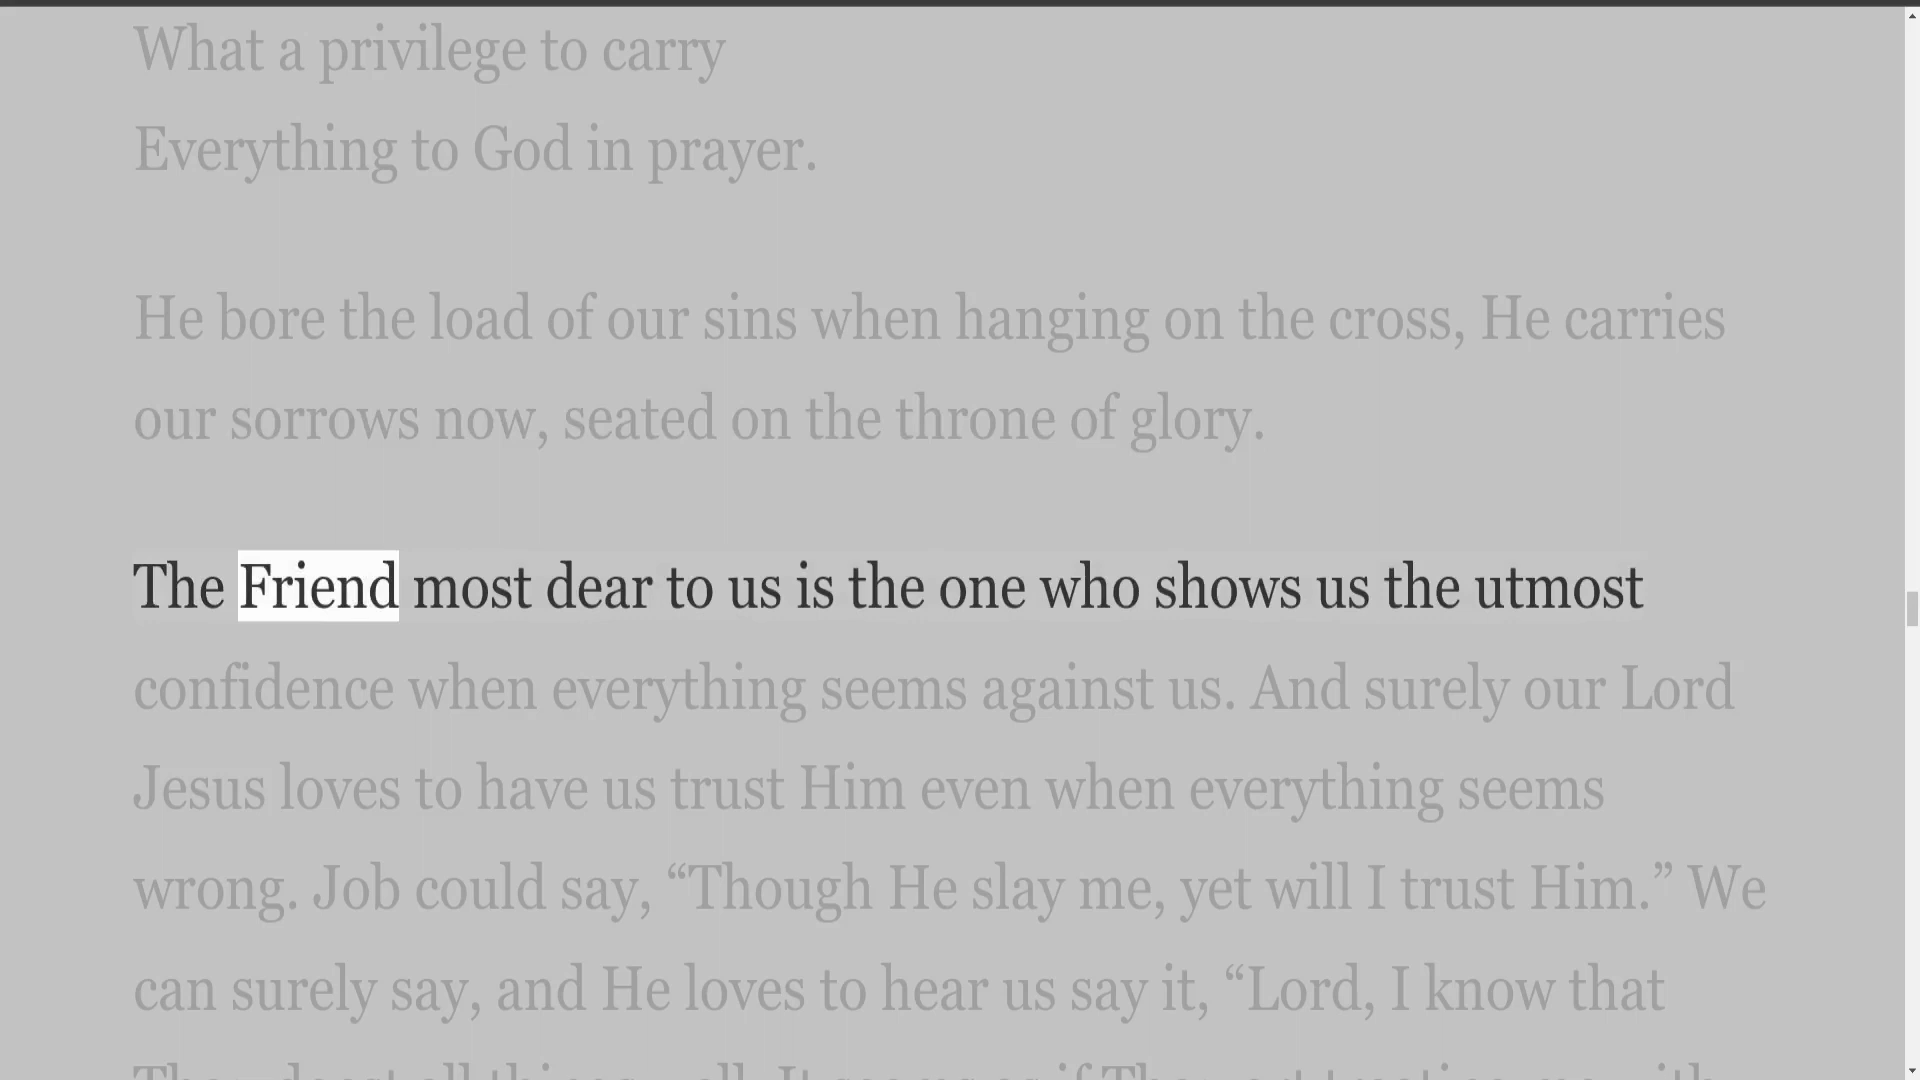 What a privilege to carry
Everything to God in prayer.
He bore the load of our sins when hanging on the cross, He carries
our sorrows now, seated on the throne of glory.
The Friend most dear to us is the one who shows us the utmost
confidence when everything seems against us. And surely our Lord
Jesus loves to have us trust Him even when everything seems
wrong. Job could say, “Though He slay me, yet will I trust Him.” We
can surely say, and He loves to hear us say it, “Lord, I know that